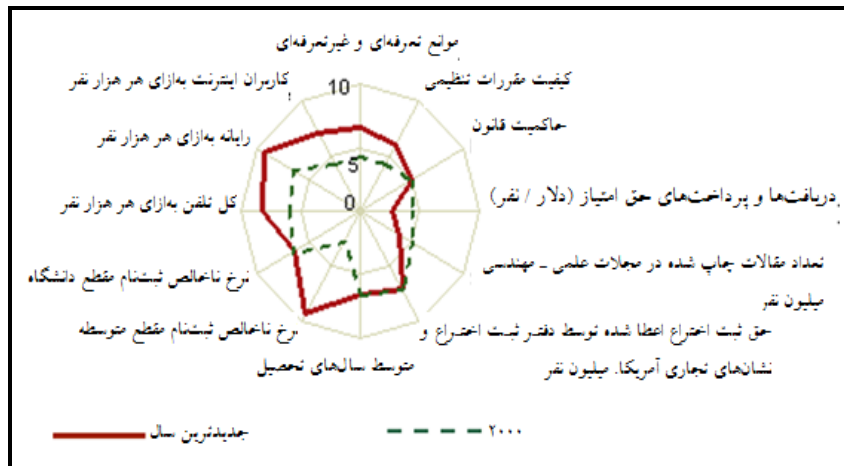 موانع تعرفه‌ای و غیرتعرفه‌ای
کیفیت مقررات تنظیمی
حاکمیت قانون
دریافت‌ها و پرداخت‌های حق امتیاز (دلار / نفر)
تعداد مقالات چاپ شده در مجلات علمی ـ مهندسی
میلیون نفر
حق ثبت اختراع اعطا شده توسط دفتر ثبت اختراع و
نشان‌های تجاری آمریکا. میلیون نفر
متوسط سال‌های تحصیل
نرخ ناخالص ثبت‌نام مقطع متوسطه
نرخ ناخالص ثبت‌نام مقطع دانشگاه
کل تلفن به‌ازای هر هزار نفر
رایانه به‌ازای هر هزار نفر
کاربران اینترنت به‌ازای هر هزار نفر
10
5
0
جدیدترین سال
۲۰۰۰